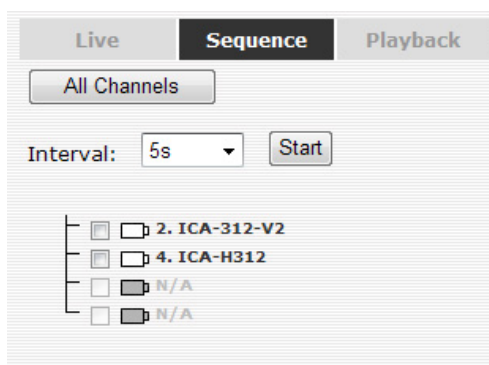 Live Sequence Playback
All Channels
Interval: 5s Start
2. ICA-312-V2
4. ICA-H312
N/A
N/A